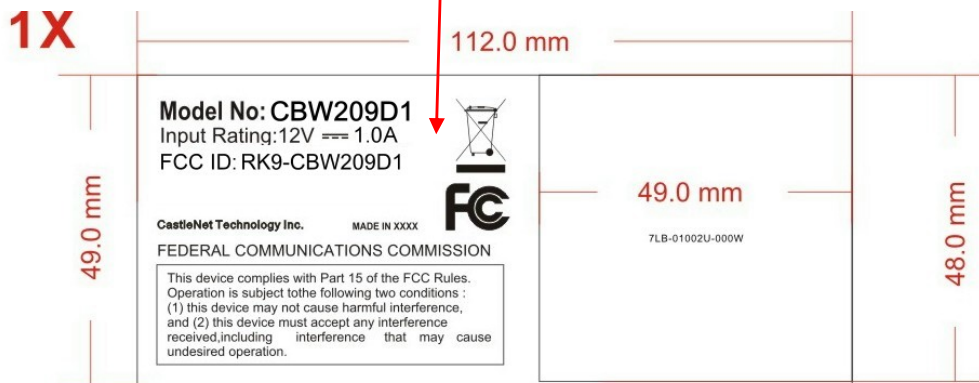 1X
112.0 mm
Model No: CBW209D1
Input Rating:12V ⎓ 1.0A
FCC ID: RK9-CBW209D1
FC
CastleNet Technology Inc. MADE IN XXXX
FEDERAL COMMUNICATIONS COMMISSION
This device complies with Part 15 of the FCC Rules.
Operation is subject tothe following two conditions :
(1) this device may not cause harmful interference,
and (2) this device must accept any interference
received,including interference that may cause
undesired operation.
49.0 mm
49.0 mm
7LB-01002U-000W
48.0 mm